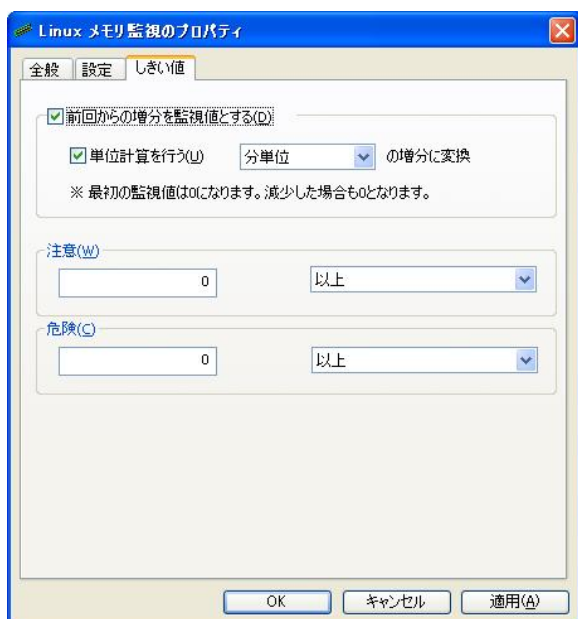 Linux メモリ監視のプロパティ
全般 設定 しきい値
前回からの増分を監視値とする(D)
単位計算を行う(U) 分単位 の増分に変換
※ 最初の監視値は0になります。減少した場合も0となります。
注意(W)
0 以上
危険(C)
0 以上
OK キャンセル 適用(A)